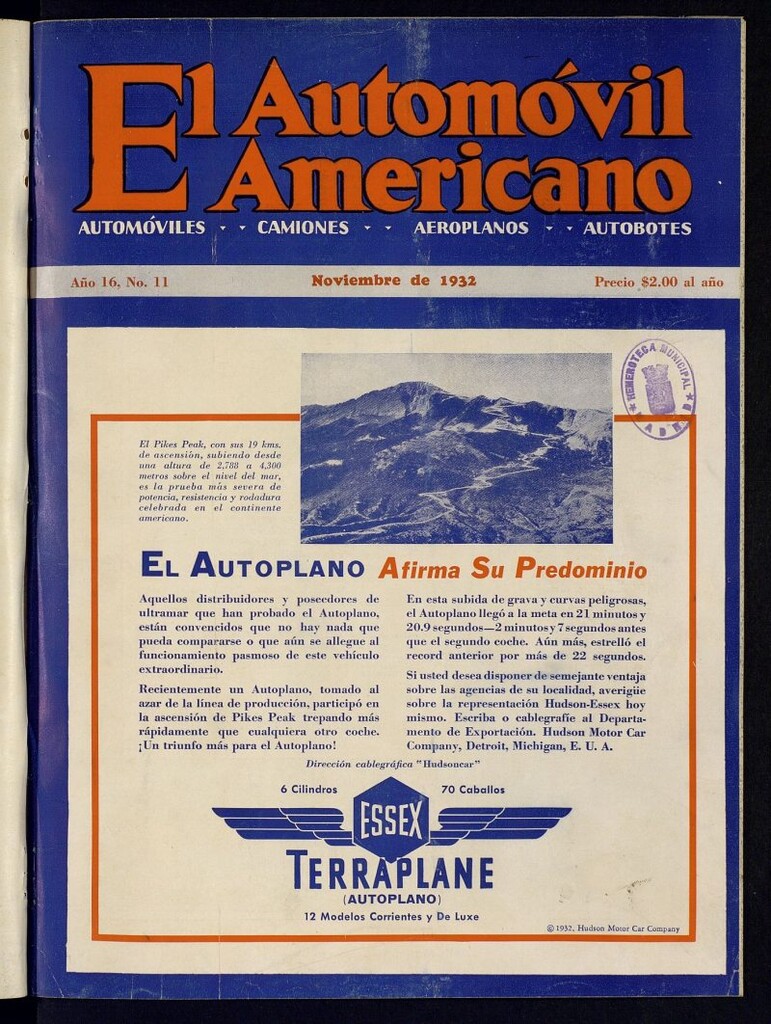 El Automóvil
Americano
AUTOMÓVILES - - CAMIONES - - AEROPLANOS - - AUTOBOTES
Año 16, No. 11
Noviembre de 1932
Precio $2.00 al año
HEMEROTECA MUNICIPAL
MADRID
El Pikes Peak, con sus 19 kms.
de ascensión, subiendo desde
una altura de 2,788 a 4,300
metros sobre el nivel del mar,
es la prueba más severa de
potencia, resistencia y rodadura
celebrada en el continente
americano.
EL AUTOPLANO Afirma Su Predominio
Aquellos distribuidores y poseedores de
ultramar que han probado el Autoplano,
están convencidos que no hay nada que
pueda compararse o que aún se allegue al
funcionamiento pasmoso de este vehículo
extraordinario.
Recientemente un Autoplano, tomado al
azar de la línea de producción, participó en
la ascensión de Pikes Peak trepando más
rápidamente que cualquiera otro coche.
¡Un triunfo más para el Autoplano!
En esta subida de grava y curvas peligrosas,
el Autoplano llegó a la meta en 21 minutos y
20.9 segundos—2 minutos y 7 segundos antes
que el segundo coche. Aún más, estrelló el
record anterior por más de 22 segundos.
Si usted desea disponer de semejante ventaja
sobre las agencias de su localidad, averigüe
sobre la representación Hudson-Essex hoy
mismo. Escriba o cablegrafíe al Departa-
mento de Exportación. Hudson Motor Car
Company, Detroit, Michigan, E. U. A.
Dirección cablegráfica "Hudsoncar"
6 Cilindros
70 Caballos
ESSEX
TERRAPLANE
(AUTOPLANO)
12 Modelos Corrientes y De Luxe
© 1932, Hudson Motor Car Company